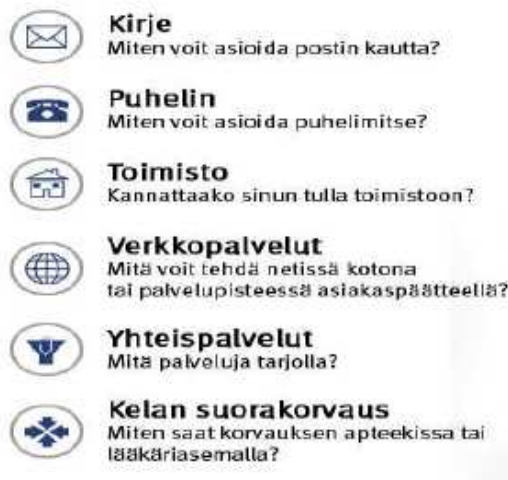 Kirje
Miten voit asioida postin kautta?
Puhelin
Miten voit asioida puhelimitse?
Toimisto
Kannattaako sinun tulla toimistoon?
Verkkopalvelut
Mitä voit tehdä netissä kotona
tai palvelupisteessä asiakaspäätteellä?
Yhteispalvelut
Mitä palveluja tarjolla?
Kelan suorakorvaus
Miten saat korvauksen apteekissa tai
lääkäriasemalla?